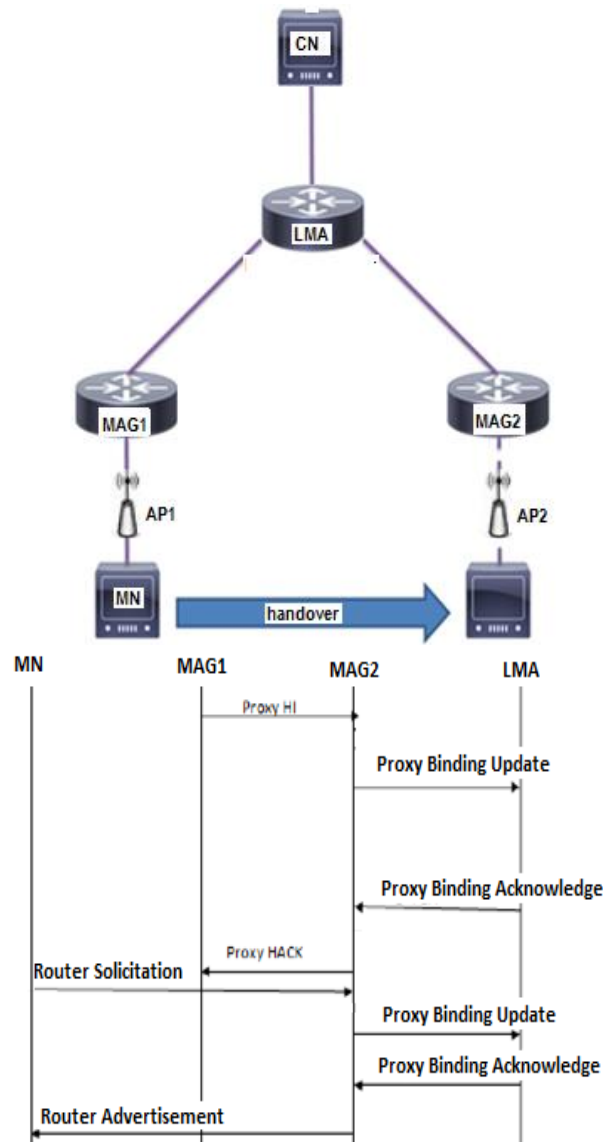 CN
LMA
MAG1
MAG2
AP1
AP2
MN
handover
MN MAG1 MAG2 LMA
Proxy HI
Proxy Binding Update
Proxy Binding Acknowledge
Proxy HACK
Router Solicitation
Proxy Binding Update
Proxy Binding Acknowledge
Router Advertisement